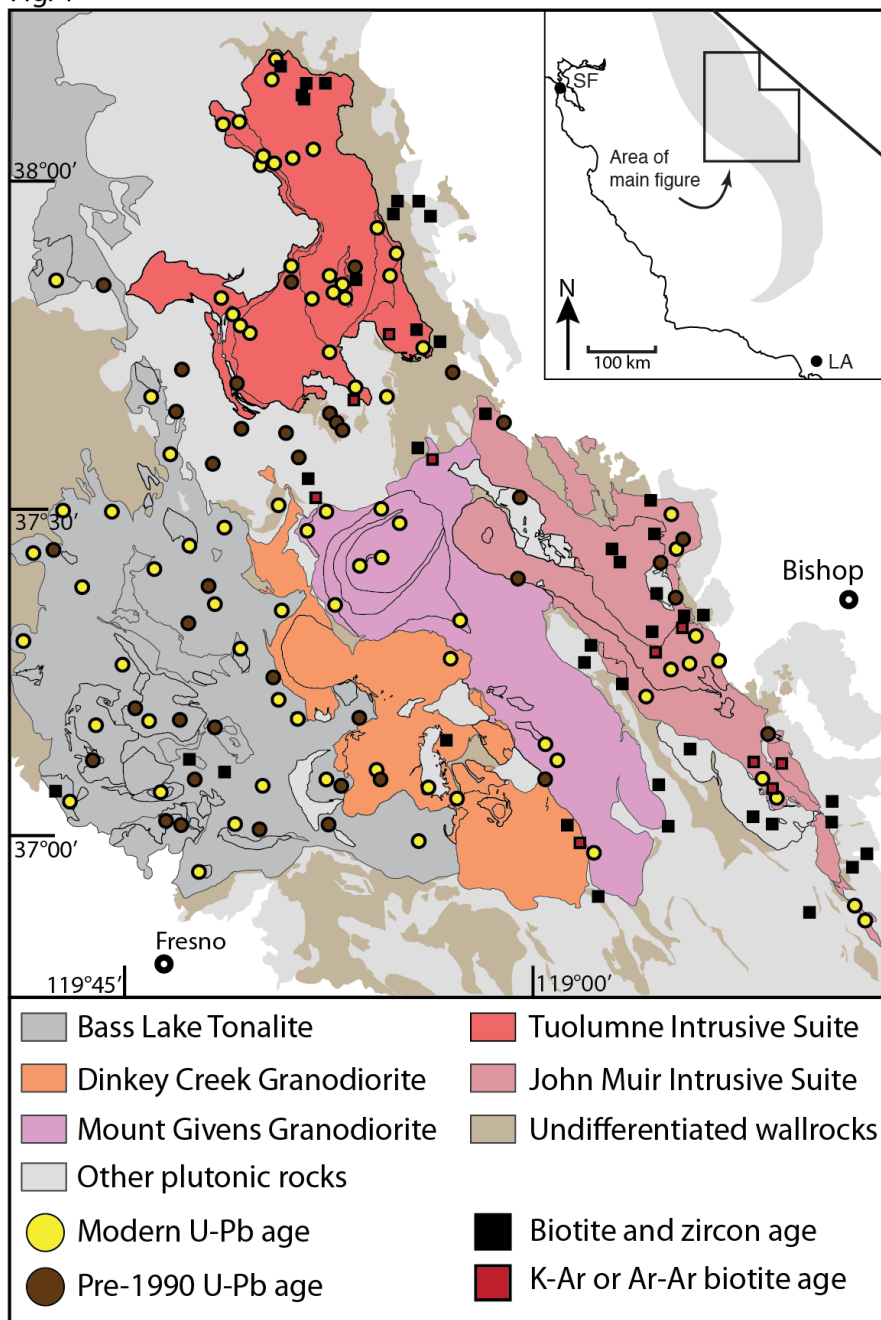 SF
Area of
main figure
N
100 km
LA
38°00′
37°30′
Bishop
37°00′
Fresno
119°45′
119°00′
Bass Lake Tonalite
Tuolumne Intrusive Suite
Dinkey Creek Granodiorite
John Muir Intrusive Suite
Mount Givens Granodiorite
Undifferentiated wallrocks
Other plutonic rocks
Modern U-Pb age
Biotite and zircon age
Pre-1990 U-Pb age
K-Ar or Ar-Ar biotite age